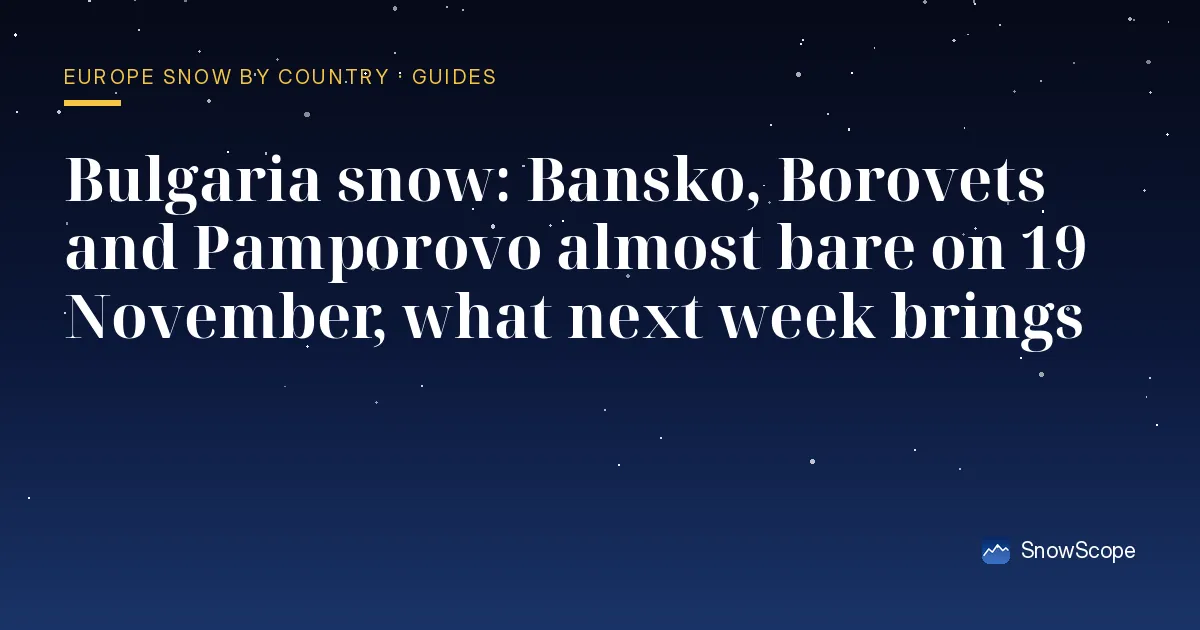 EUROPE SNOW BY COUNTRY · GUIDES
Bulgaria snow: Bansko, Borovets
and Pamporovo almost bare on 19
November, what next week brings
SnowScope